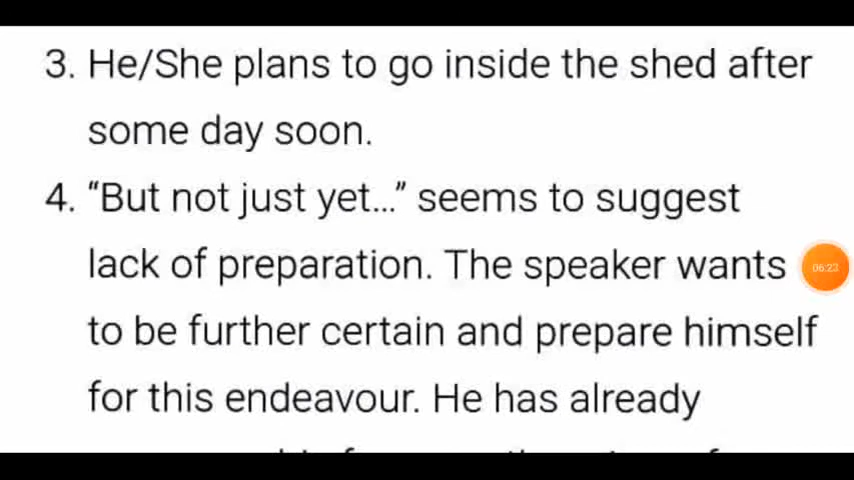 3. He/She plans to go inside the shed after
some day soon.
4. “But not just yet...” seems to suggest
lack of preparation. The speaker wants
06:23
to be further certain and prepare himself
for this endeavour. He has already